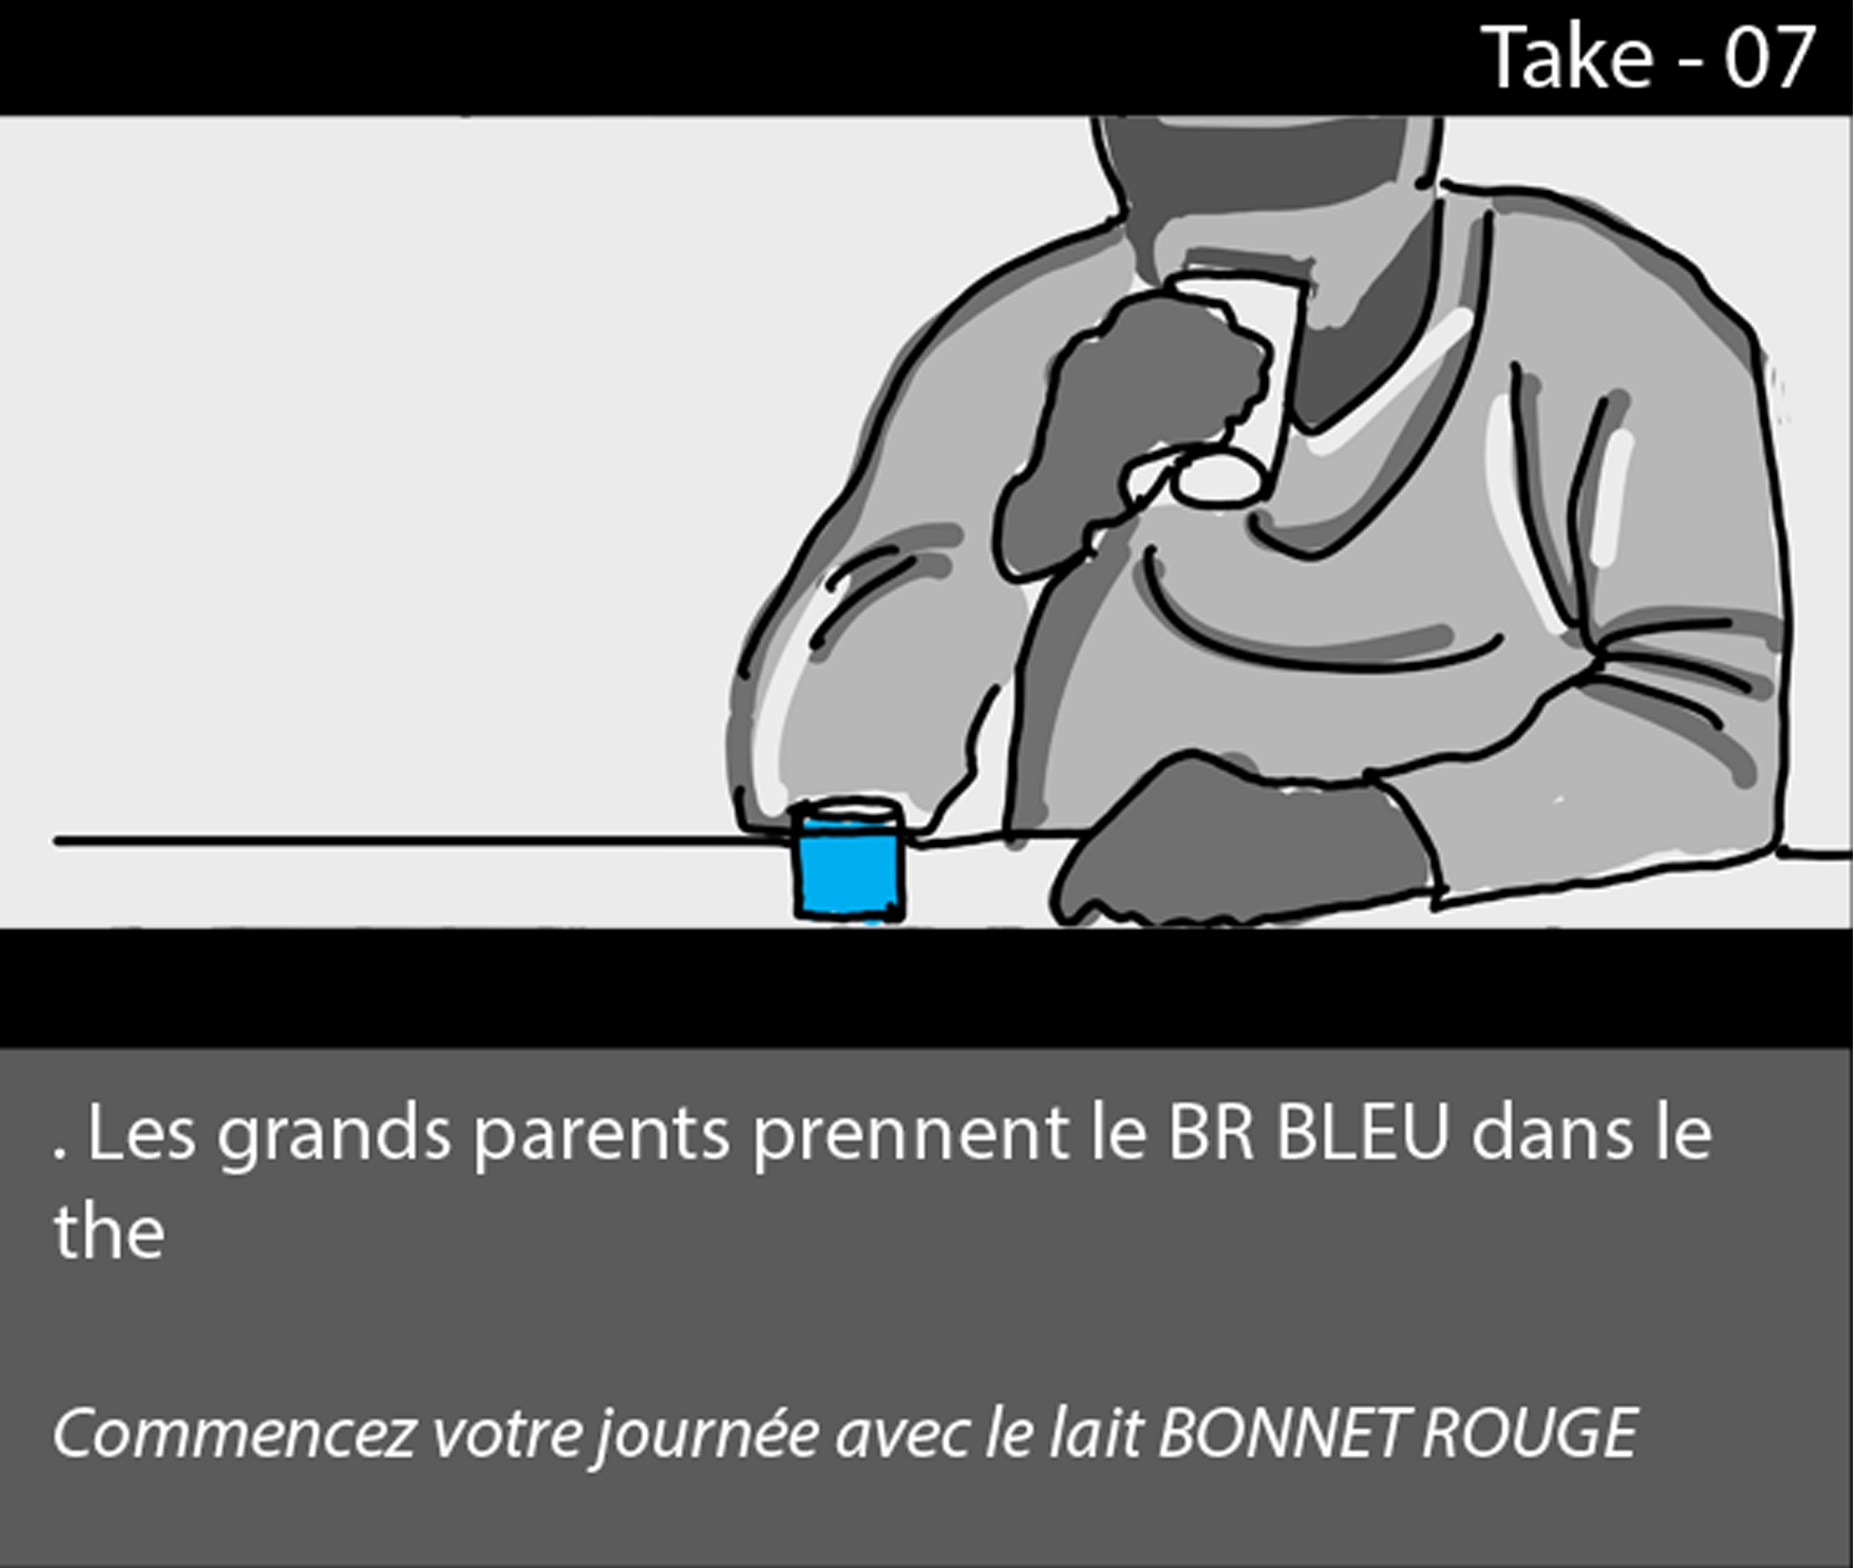 Take - 07
. Les grands parents prennent le BR BLEU dans le
the
Commencez votre journée avec le lait BONNET ROUGE